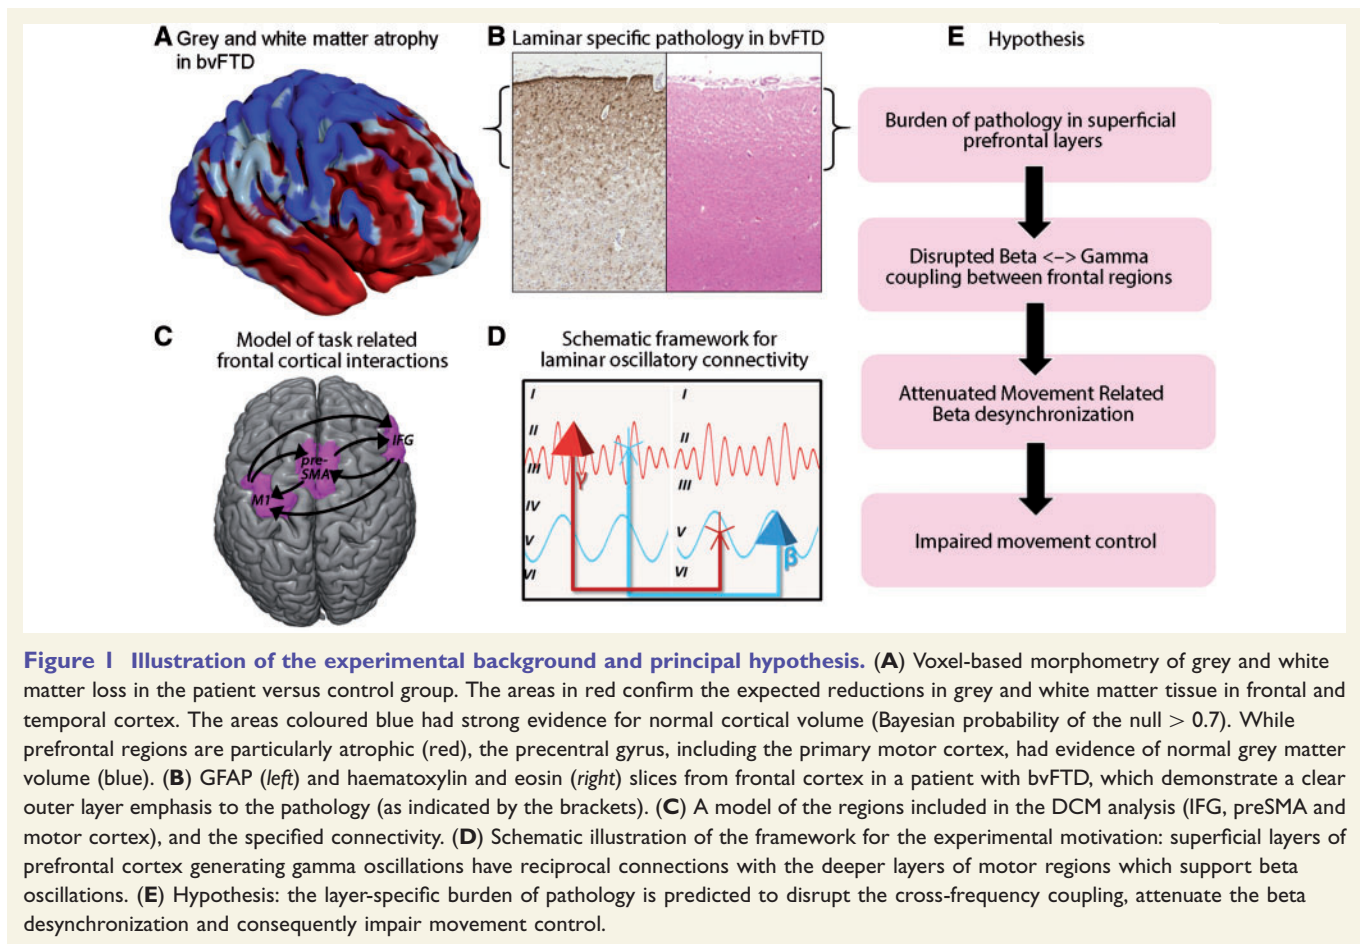 A Grey and white matter atrophy
in bvFTD
B Laminar specific pathology in bvFTD
E Hypothesis
Burden of pathology in superficial
prefrontal layers
Disrupted Beta <-> Gamma
coupling between frontal regions
Attenuated Movement Related
Beta desynchronization
Impaired movement control
C Model of task related
frontal cortical interactions
IFG
pre-
SMA
M1
D Schematic framework for
laminar oscillatory connectivity
I
II
III
IV
V
VI
γ
I
II
III
V
VI
β
Figure 1 Illustration of the experimental background and principal hypothesis. (A) Voxel-based morphometry of grey and white
matter loss in the patient versus control group. The areas in red confirm the expected reductions in grey and white matter tissue in frontal and
temporal cortex. The areas coloured blue had strong evidence for normal cortical volume (Bayesian probability of the null > 0.7). While
prefrontal regions are particularly atrophic (red), the precentral gyrus, including the primary motor cortex, had evidence of normal grey matter
volume (blue). (B) GFAP (left) and haematoxylin and eosin (right) slices from frontal cortex in a patient with bvFTD, which demonstrate a clear
outer layer emphasis to the pathology (as indicated by the brackets). (C) A model of the regions included in the DCM analysis (IFG, preSMA and
motor cortex), and the specified connectivity. (D) Schematic illustration of the framework for the experimental motivation: superficial layers of
prefrontal cortex generating gamma oscillations have reciprocal connections with the deeper layers of motor regions which support beta
oscillations. (E) Hypothesis: the layer-specific burden of pathology is predicted to disrupt the cross-frequency coupling, attenuate the beta
desynchronization and consequently impair movement control.